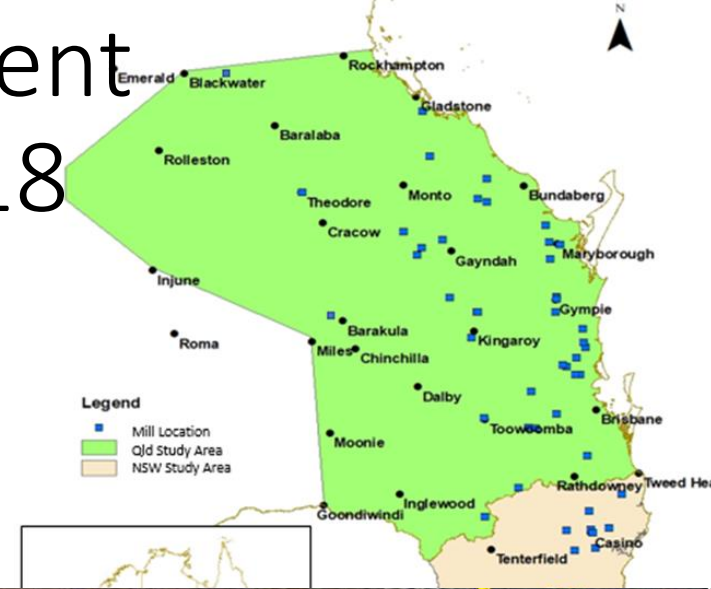 ent
18
N
Rockhampton
Emerald
Blackwater
Gladstone
Baralaba
Rolleston
Monto
Bundaberg
Theodore
Cracow
Maryborough
Gayndah
Injune
Gympie
Barakula
Roma
Kingaroy
Miles
Chinchilla
Dalby
Legend
Brisbane
Mill Location
Toowoomba
Qld Study Area
Moonie
NSW Study Area
Rathdowney
Tweed Hea
Inglewood
Goondiwindi
Casino
Tenterfield